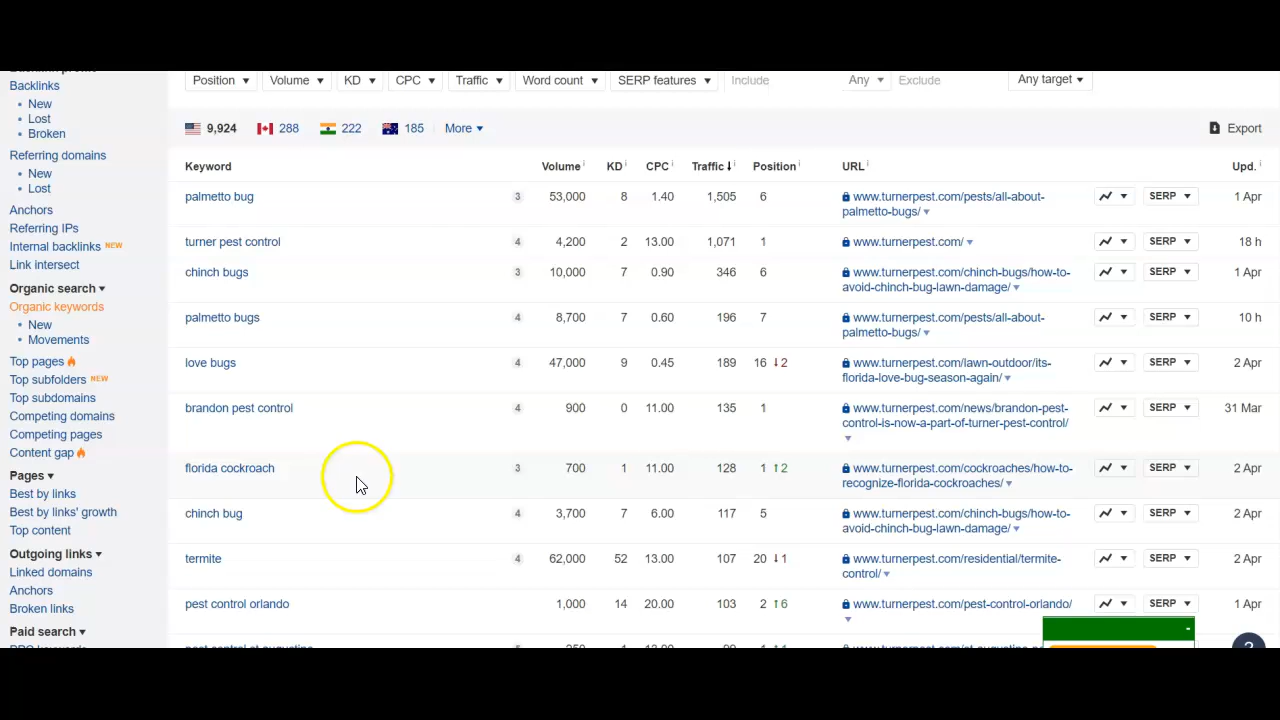 Backlinks
New
Lost
Broken
Referring domains
New
Lost
Anchors
Referring IPs
Internal backlinks NEW
Link intersect
Organic search
Organic keywords
New
Movements
Top pages
Top subfolders NEW
Top subdomains
Competing domains
Competing pages
Content gap
Pages
Best by links
Best by links' growth
Top content
Outgoing links
Linked domains
Anchors
Broken links
Paid search
Position Volume KD CPC Traffic Word count SERP features Include Any Exclude Any target
9,924 288 222 185 More Export
Keyword Volume KD CPC Traffic Position URL Upd.
palmetto bug 3 53,000 8 1.40 1,505 6 www.turnerpest.com/pests/all-about- SERP 1 Apr
palmetto-bugs/
turner pest control 4 4,200 2 13.00 1,071 1 www.turnerpest.com/ SERP 18 h
chinch bugs 3 10,000 7 0.90 346 6 www.turnerpest.com/chinch-bugs/how-to- SERP 1 Apr
avoid-chinch-bug-lawn-damage/
palmetto bugs 4 8,700 7 0.60 196 7 www.turnerpest.com/pests/all-about- SERP 10 h
palmetto-bugs/
love bugs 4 47,000 9 0.45 189 16 ↓2 www.turnerpest.com/lawn-outdoor/its- SERP 2 Apr
florida-love-bug-season-again/
brandon pest control 4 900 0 11.00 135 1 www.turnerpest.com/news/brandon-pest- SERP 31 Mar
control-is-now-a-part-of-turner-pest-control/
florida cockroach 3 700 1 11.00 128 1 ↑2 www.turnerpest.com/cockroaches/how-to- SERP 2 Apr
recognize-florida-cockroaches/
chinch bug 4 3,700 7 6.00 117 5 www.turnerpest.com/chinch-bugs/how-to- SERP 2 Apr
avoid-chinch-bug-lawn-damage/
termite 4 62,000 52 13.00 107 20 ↓1 www.turnerpest.com/residential/termite- SERP 2 Apr
control/
pest control orlando 1,000 14 20.00 103 2 ↑6 www.turnerpest.com/pest-control-orlando/ SERP 1 Apr